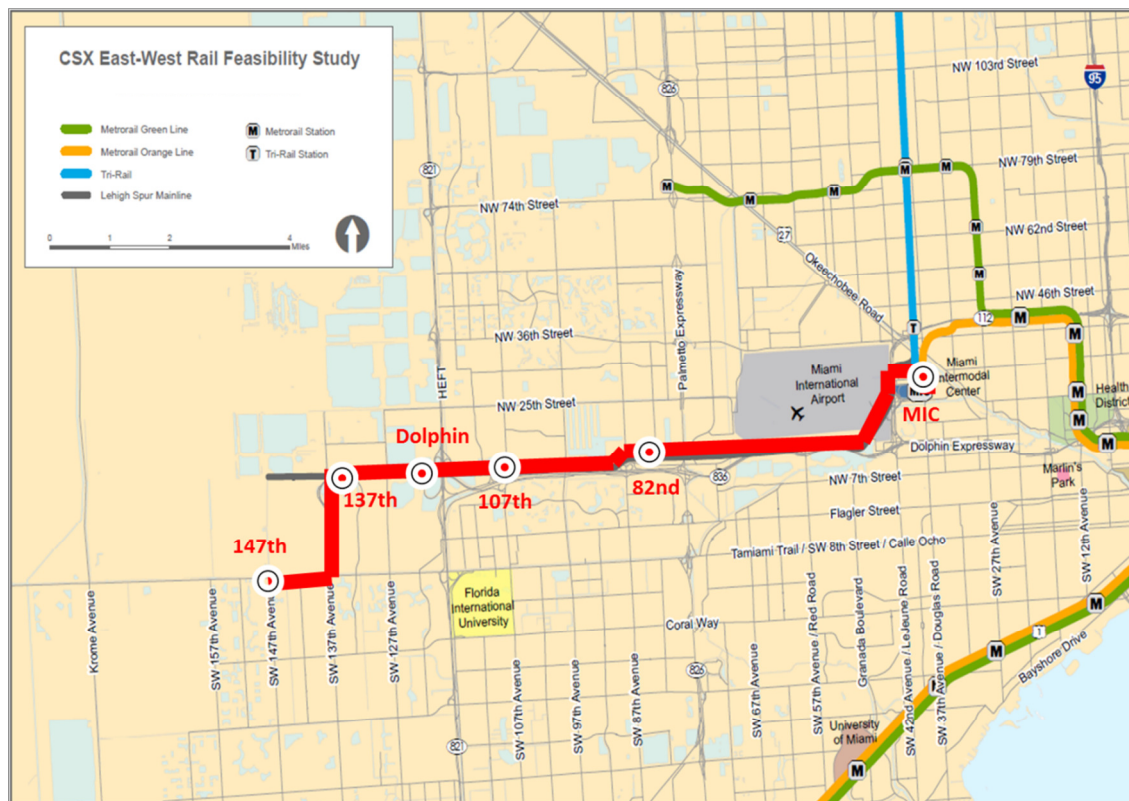 CSX East-West Rail Feasibility Study
Metrorail Green Line
Metrorail Orange Line
Tri-Rail
Lehigh Spur Mainline
M Metrorail Station
T Tri-Rail Station
0 1 2 4
Miles
NW 103rd Street
95
826
821
NW 79th Street
NW 74th Street
NW 62nd Street
27
Okeechobee Road
NW 46th Street
112
Palmetto Expressway
HEFT
NW 36th Street
Miami
International
Airport
Miami
Intermodal
Center
MIC
Health
District
NW 25th Street
Dolphin
Dolphin Expressway
137th
107th
82nd
836
NW 7th Street
Marlin's
Park
Flagler Street
147th
Tamiami Trail / SW 8th Street / Calle Ocho
Florida
International
University
Coral Way
826
821
1
Bayshore Drive
University
of Miami
Krome Avenue
SW 157th Avenue
SW 147th Avenue
SW 137th Avenue
SW 127th Avenue
SW 107th Avenue
SW 97th Avenue
SW 87th Avenue
SW 67th Avenue
SW 57th Avenue / Red Road
Granada Boulevard
SW 42nd Avenue / LeJeune Road
SW 37th Avenue / Douglas Road
SW 27th Avenue
SW 12th Avenue
M
M
M
M
M
M
M
T
M
M
M
M
M
M
M
M
M